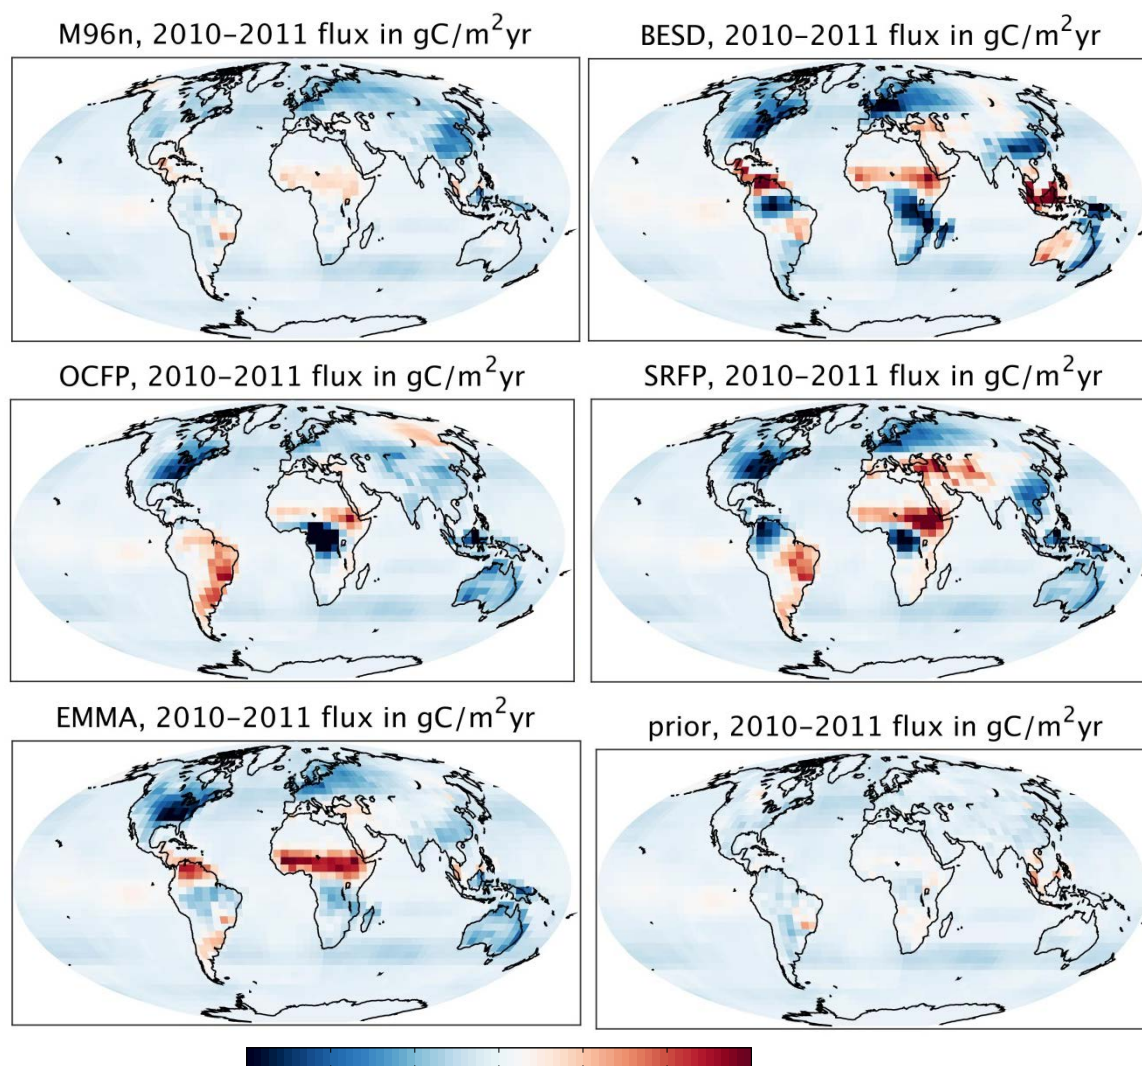 M96n, 2010–2011 flux in gC/m²yr
BESD, 2010–2011 flux in gC/m²yr
OCFP, 2010–2011 flux in gC/m²yr
SRFP, 2010–2011 flux in gC/m²yr
EMMA, 2010–2011 flux in gC/m²yr
prior, 2010–2011 flux in gC/m²yr